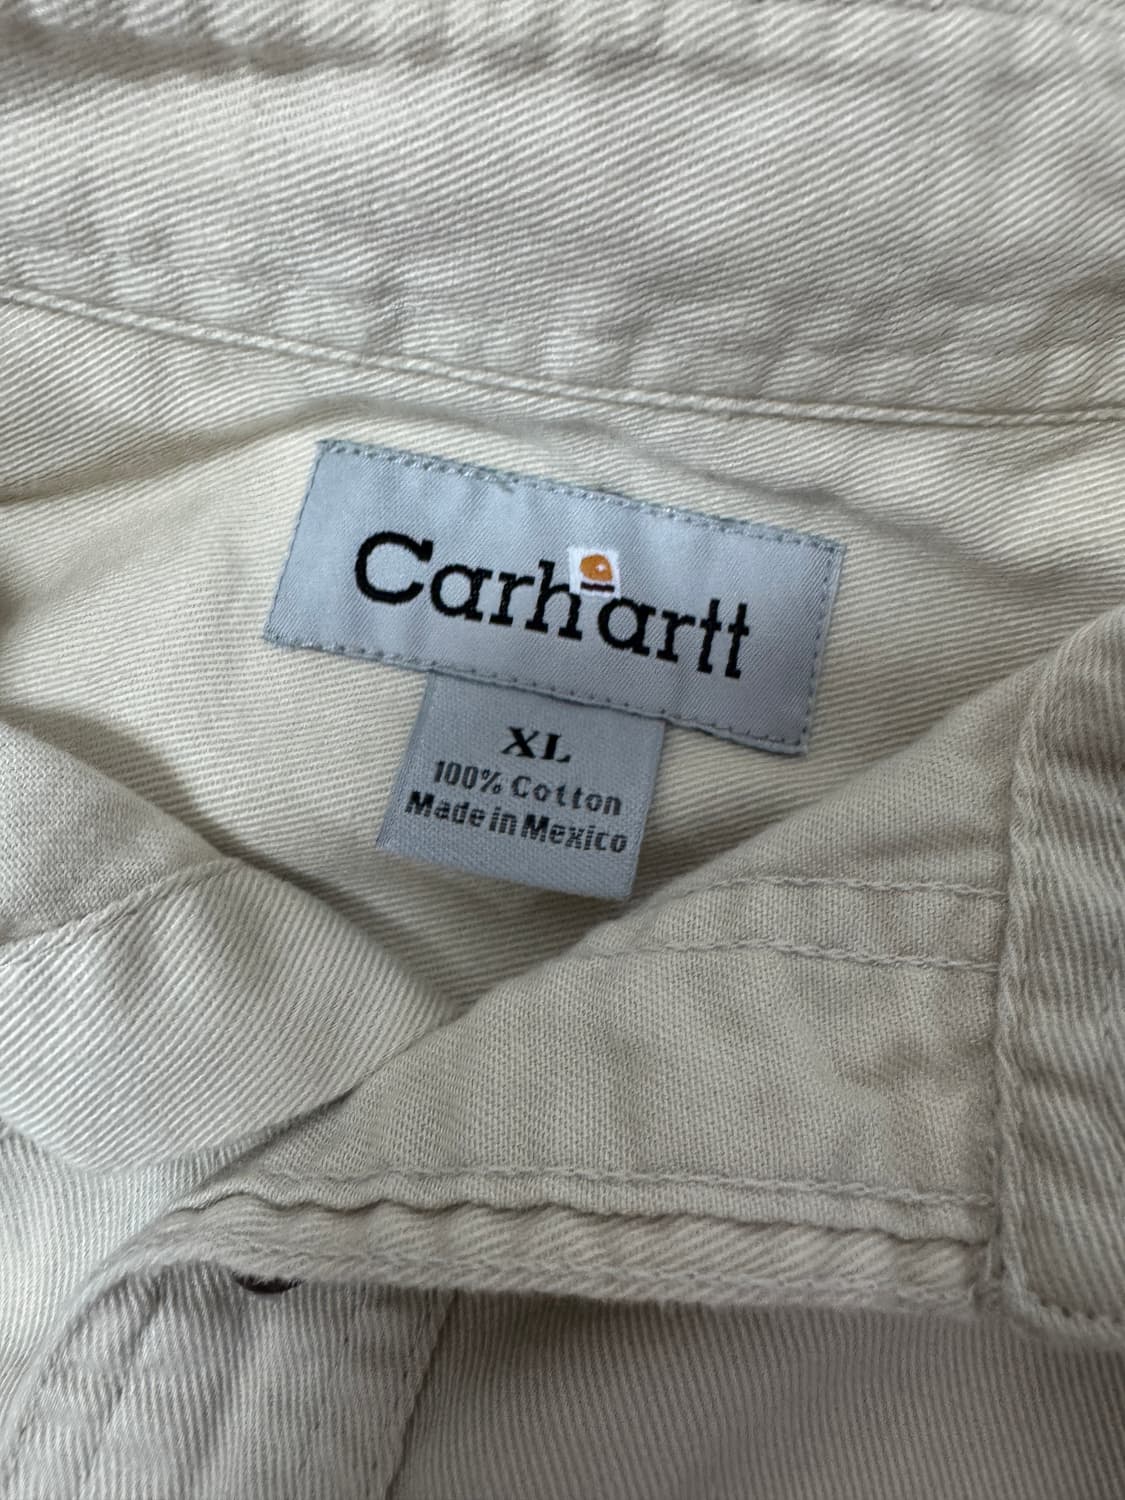 Carhartt
XL
100% Cotton
Made in Mexico